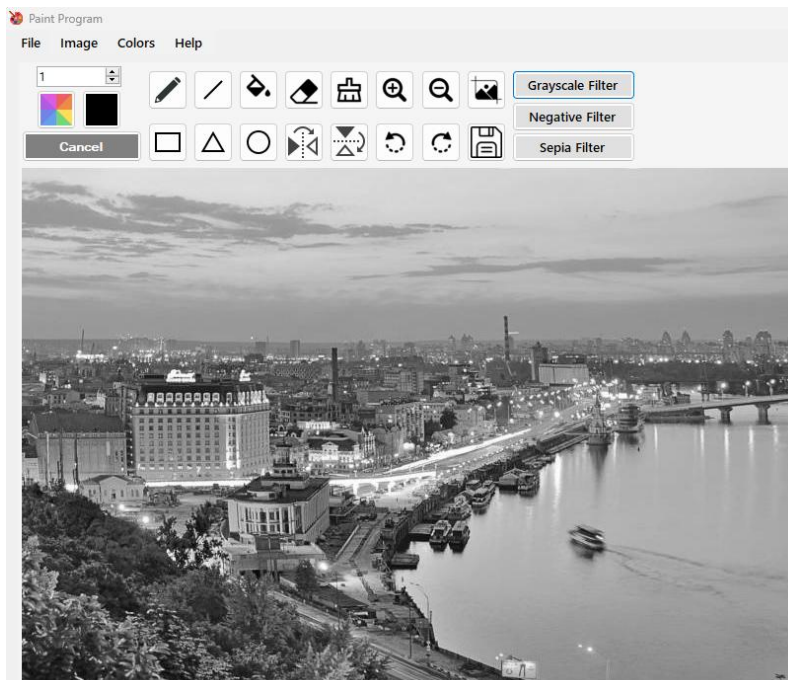 Paint Program
File Image Colors Help
1
Grayscale Filter
Negative Filter
Cancel
Sepia Filter